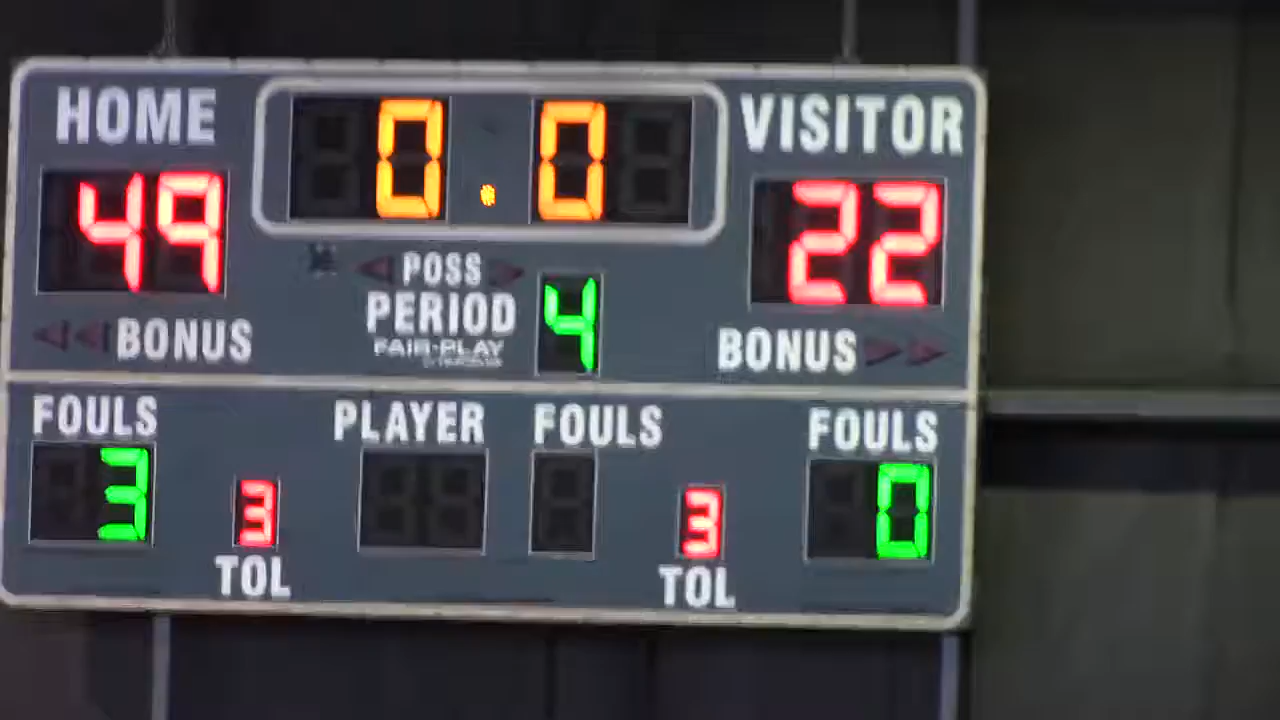 HOME 0.0 VISITOR
49 22
POSS
PERIOD 4
FAIR-PLAY
BONUS BONUS
FOULS PLAYER FOULS FOULS
3 3 3 0
TOL TOL